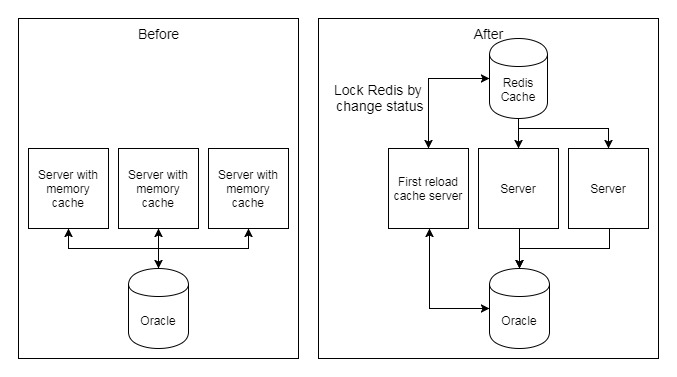 Before
Server with
memory
cache
Server with
memory
cache
Server with
memory
cache
Oracle
After
Redis
Cache
Lock Redis by
change status
First reload
cache server
Server
Server
Oracle